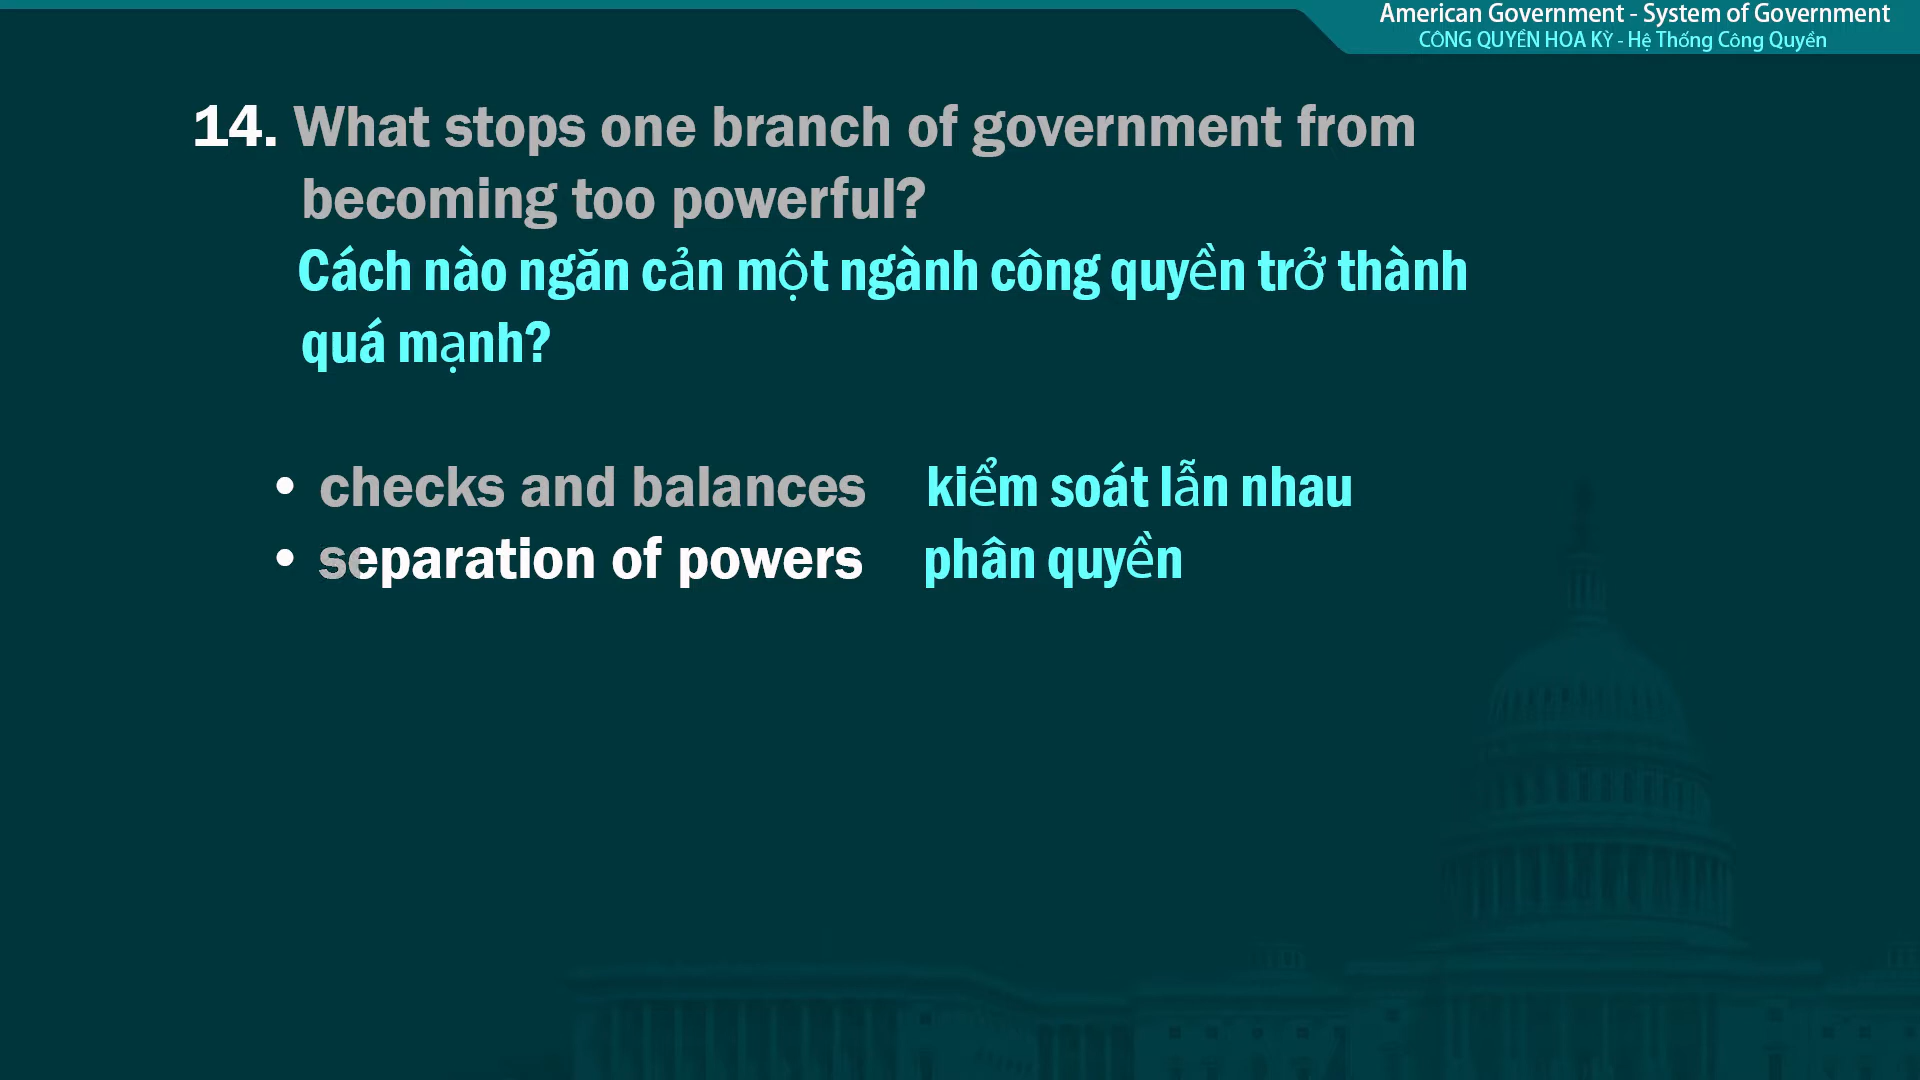 American Government - System of Government
CÔNG QUYỀN HOA KỲ - Hệ Thống Công Quyền
14. What stops one branch of government from
becoming too powerful?
Cách nào ngăn cản một ngành công quyền trở thành
quá mạnh?
• checks and balances kiểm soát lẫn nhau
• separation of powers phân quyền